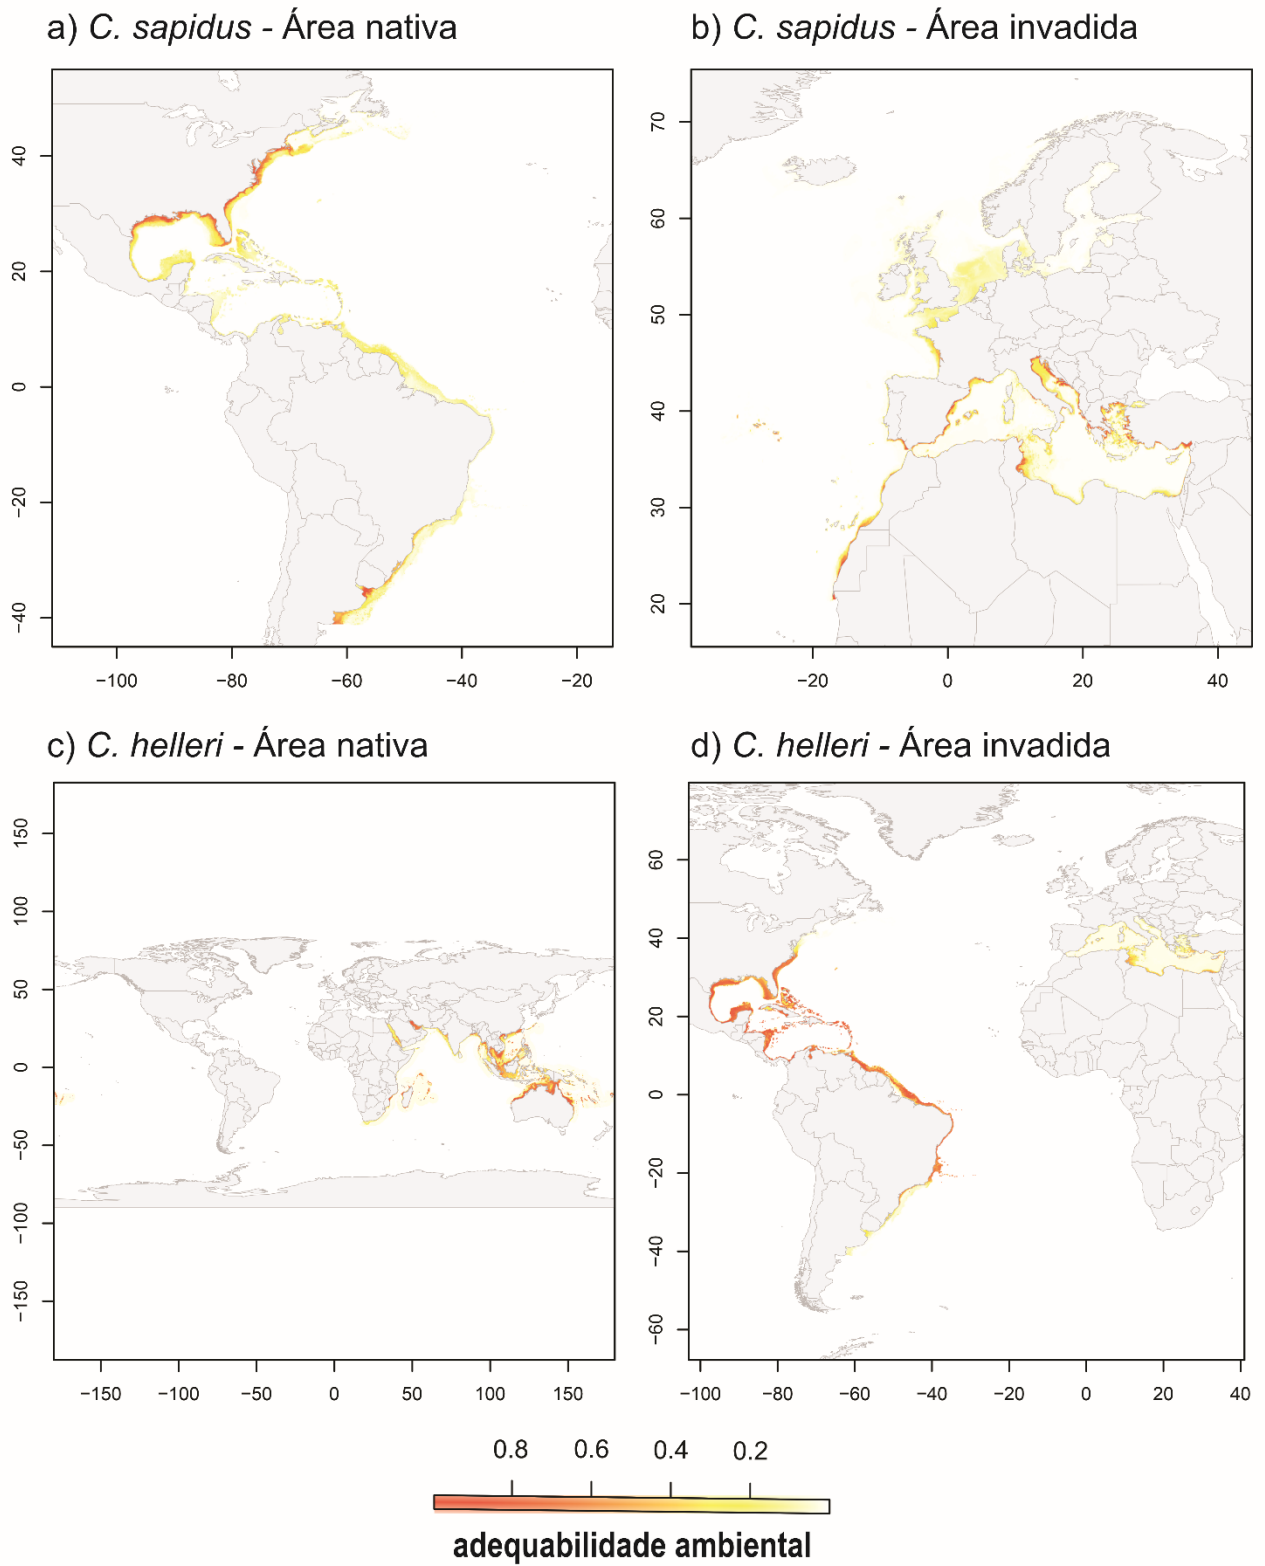 a) C. sapidus - Área nativa
b) C. sapidus - Área invadida
40
20
0
−20
−40
−100 −80 −60 −40 −20
70
60
50
40
30
20
−20 0 20 40
c) C. helleri - Área nativa
d) C. helleri - Área invadida
150
100
50
0
−50
−100
−150
−150 −100 −50 0 50 100 150
60
40
20
0
−20
−40
−60
−100 −80 −60 −40 −20 0 20 40
0.8 0.6 0.4 0.2
adequabilidade ambiental